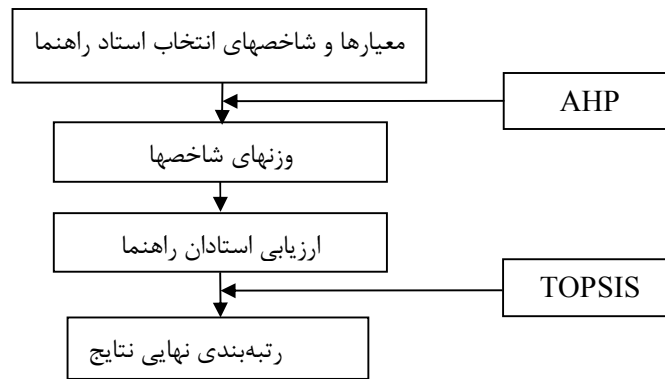 معیارها و شاخصهای انتخاب استاد راهنما
AHP
وزنهای شاخصها
ارزیابی استادان راهنما
TOPSIS
رتبه‌بندی نهایی نتایج